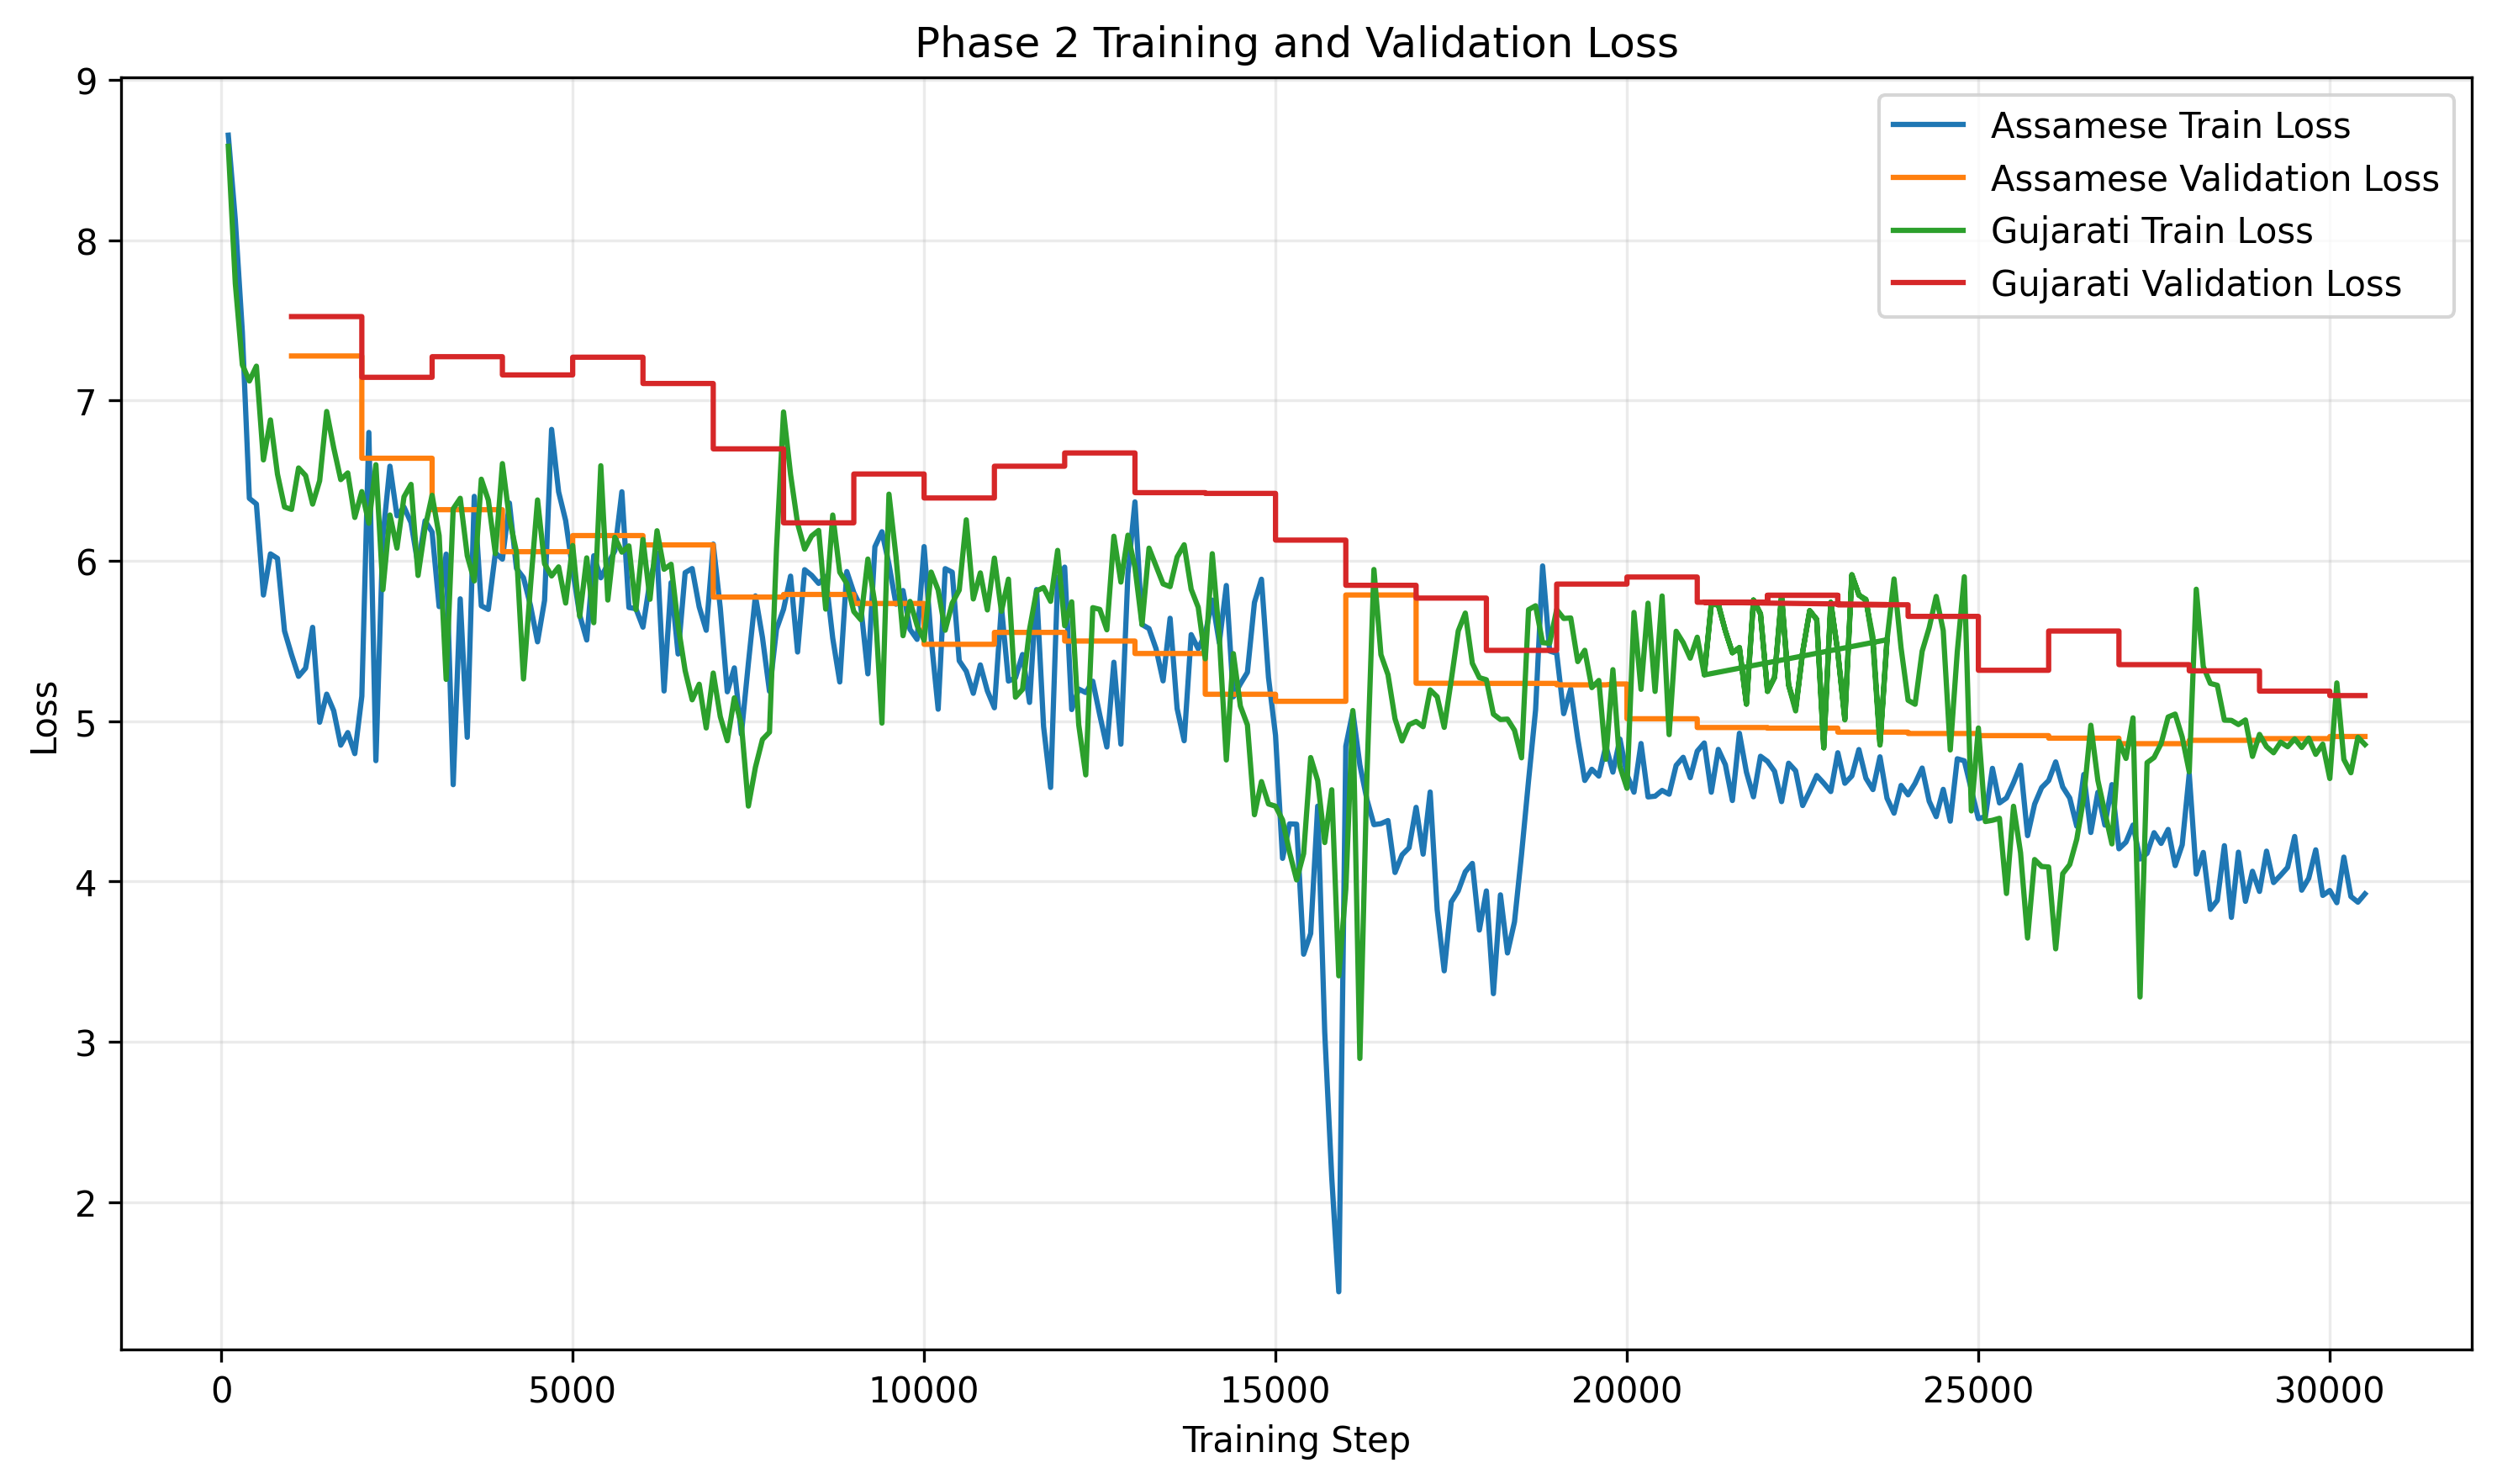 Phase 2 Training and Validation Loss
9
8
7
6
5
4
3
2
Loss
Assamese Train Loss
Assamese Validation Loss
Gujarati Train Loss
Gujarati Validation Loss
0 5000 10000 15000 20000 25000 30000
Training Step